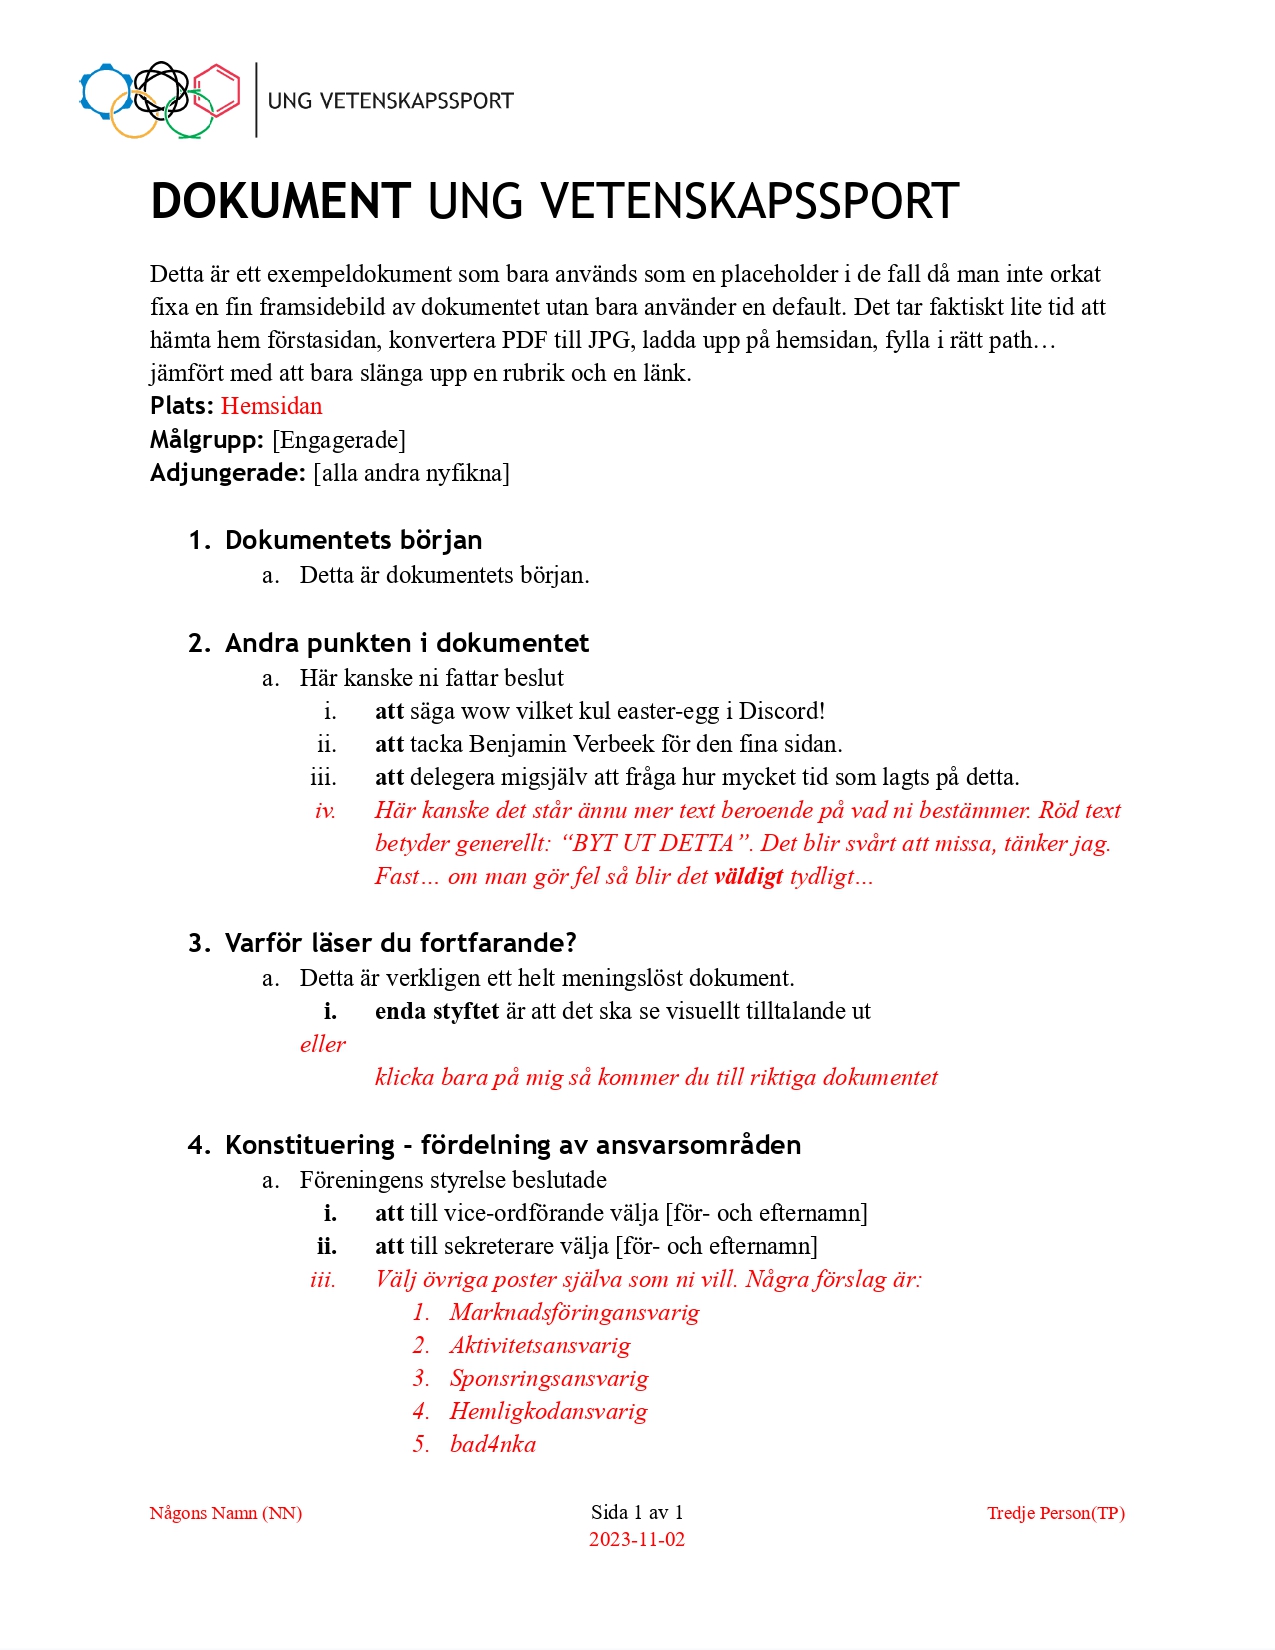 UNG VETENSKAPSSPORT
DOKUMENT UNG VETENSKAPSSPORT
Detta är ett exempeldokument som bara används som en placeholder i de fall då man inte orkat
fixa en fin framsidebild av dokumentet utan bara använder en default. Det tar faktiskt lite tid att
hämta hem förstasidan, konvertera PDF till JPG, ladda upp på hemsidan, fylla i rätt path…
jämfört med att bara slänga upp en rubrik och en länk.
Plats: Hemsidan
Målgrupp: [Engagerade]
Adjungerade: [alla andra nyfikna]
1. Dokumentets början
a. Detta är dokumentets början.
2. Andra punkten i dokumentet
a. Här kanske ni fattar beslut
i. att säga wow vilket kul easter-egg i Discord!
ii. att tacka Benjamin Verbeek för den fina sidan.
iii. att delegera migsjälv att fråga hur mycket tid som lagts på detta.
iv. Här kanske det står ännu mer text beroende på vad ni bestämmer. Röd text
betyder generellt: “BYT UT DETTA”. Det blir svårt att missa, tänker jag.
Fast… om man gör fel så blir det väldigt tydligt…
3. Varför läser du fortfarande?
a. Detta är verkligen ett helt meningslöst dokument.
i. enda styftet är att det ska se visuellt tilltalande ut
eller
klicka bara på mig så kommer du till riktiga dokumentet
4. Konstituering - fördelning av ansvarsområden
a. Föreningens styrelse beslutade
i. att till vice-ordförande välja [för- och efternamn]
ii. att till sekreterare välja [för- och efternamn]
iii. Välj övriga poster själva som ni vill. Några förslag är:
1. Marknadsföringansvarig
2. Aktivitetsansvarig
3. Sponsringsansvarig
4. Hemligkodansvarig
5. bad4nka
Någons Namn (NN) Sida 1 av 1 Tredje Person(TP)
2023-11-02